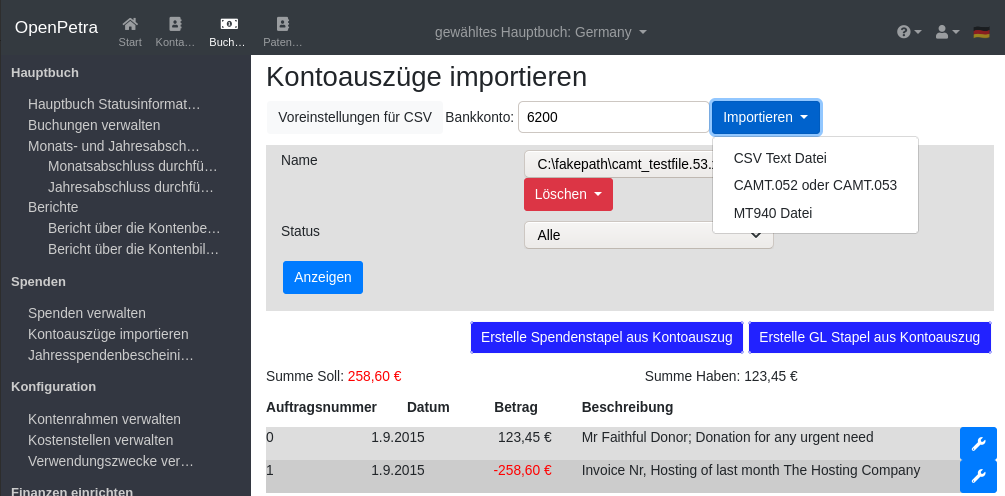 OpenPetra
Start
Konta…
Buch…
Paten…
gewähltes Hauptbuch: Germany
Hauptbuch
Hauptbuch Statusinformat…
Buchungen verwalten
Monats- und Jahresabsch…
Monatsabschluss durchfü…
Jahresabschluss durchfü…
Berichte
Bericht über die Kontenbe…
Bericht über die Kontenbil…
Spenden
Spenden verwalten
Kontoauszüge importieren
Jahresspendenbescheini…
Konfiguration
Kontenrahmen verwalten
Kostenstellen verwalten
Verwendungszwecke ver…
Finanzen einrichten
Kontoauszüge importieren
Voreinstellungen für CSV Bankkonto: 6200 Importieren
CSV Text Datei
CAMT.052 oder CAMT.053
MT940 Datei
Name C:\fakepath\camt_testfile.53.
Löschen
Status Alle
Anzeigen
Erstelle Spendenstapel aus Kontoauszug Erstelle GL Stapel aus Kontoauszug
Summe Soll: 258,60 € Summe Haben: 123,45 €
Auftragsnummer Datum Betrag Beschreibung
0 1.9.2015 123,45 € Mr Faithful Donor; Donation for any urgent need
1 1.9.2015 -258,60 € Invoice Nr, Hosting of last month The Hosting Company